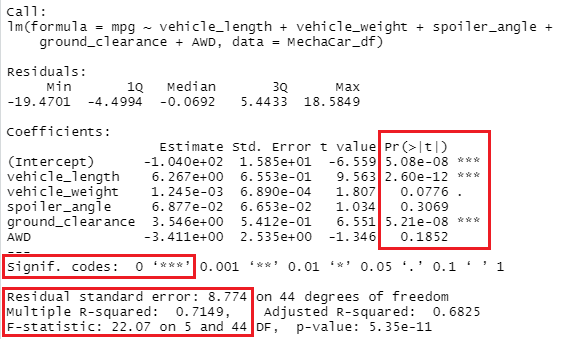 Call:
lm(formula = mpg ~ vehicle_length + vehicle_weight + spoiler_angle +
    ground_clearance + AWD, data = MechaCar_df)

Residuals:
     Min       1Q   Median       3Q      Max
-19.4701  -4.4994  -0.0692   5.4433  18.5849

Coefficients:
                   Estimate Std. Error t value Pr(>|t|)
(Intercept)      -1.040e+02  1.585e+01  -6.559 5.08e-08 ***
vehicle_length    6.267e+00  6.553e-01   9.563 2.60e-12 ***
vehicle_weight    1.245e-03  6.890e-04   1.807   0.0776 .
spoiler_angle     6.877e-02  6.653e-02   1.034   0.3069
ground_clearance  3.546e+00  5.412e-01   6.551 5.21e-08 ***
AWD              -3.411e+00  2.535e+00  -1.346   0.1852
---
Signif. codes:  0 ‘***’ 0.001 ‘**’ 0.01 ‘*’ 0.05 ‘.’ 0.1 ‘ ’ 1

Residual standard error: 8.774 on 44 degrees of freedom
Multiple R-squared:  0.7149,    Adjusted R-squared:  0.6825
F-statistic: 22.07 on 5 and 44 DF,  p-value: 5.35e-11